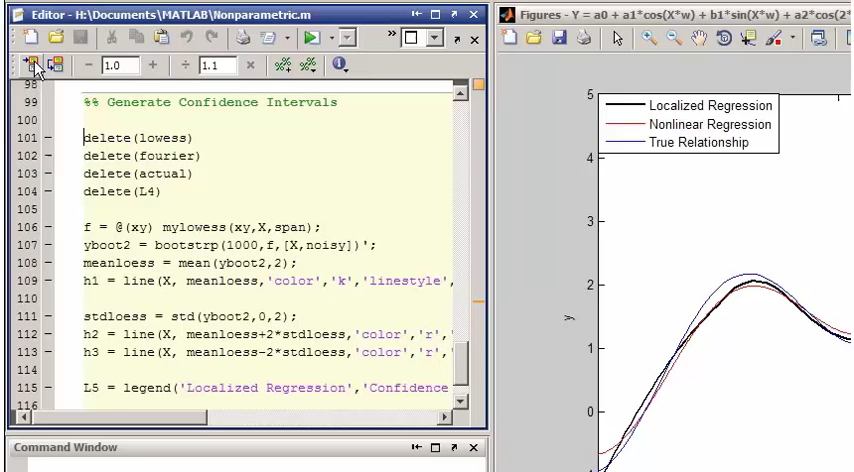 Editor - H:\Documents\MATLAB\Nonparametric.m
1.0
1.1
98
99 %% Generate Confidence Intervals
100
101 delete(lowess)
102 delete(fourier)
103 delete(actual)
104 delete(L4)
105
106 f = @(xy) mylowess(xy,X,span);
107 yboot2 = bootstrp(1000,f,[X,noisy])';
108 meanloess = mean(yboot2,2);
109 h1 = line(X, meanloess,'color','k','linestyle',
110
111 stdloess = std(yboot2,0,2);
112 h2 = line(X, meanloess+2*stdloess,'color','r','
113 h3 = line(X, meanloess-2*stdloess,'color','r','
114
115 L5 = legend('Localized Regression','Confidence
116
Command Window
Figures - Y = a0 + a1*cos(X*w) + b1*sin(X*w) + a2*cos(2*
Localized Regression
Nonlinear Regression
True Relationship
5
4
3
2
1
0
y